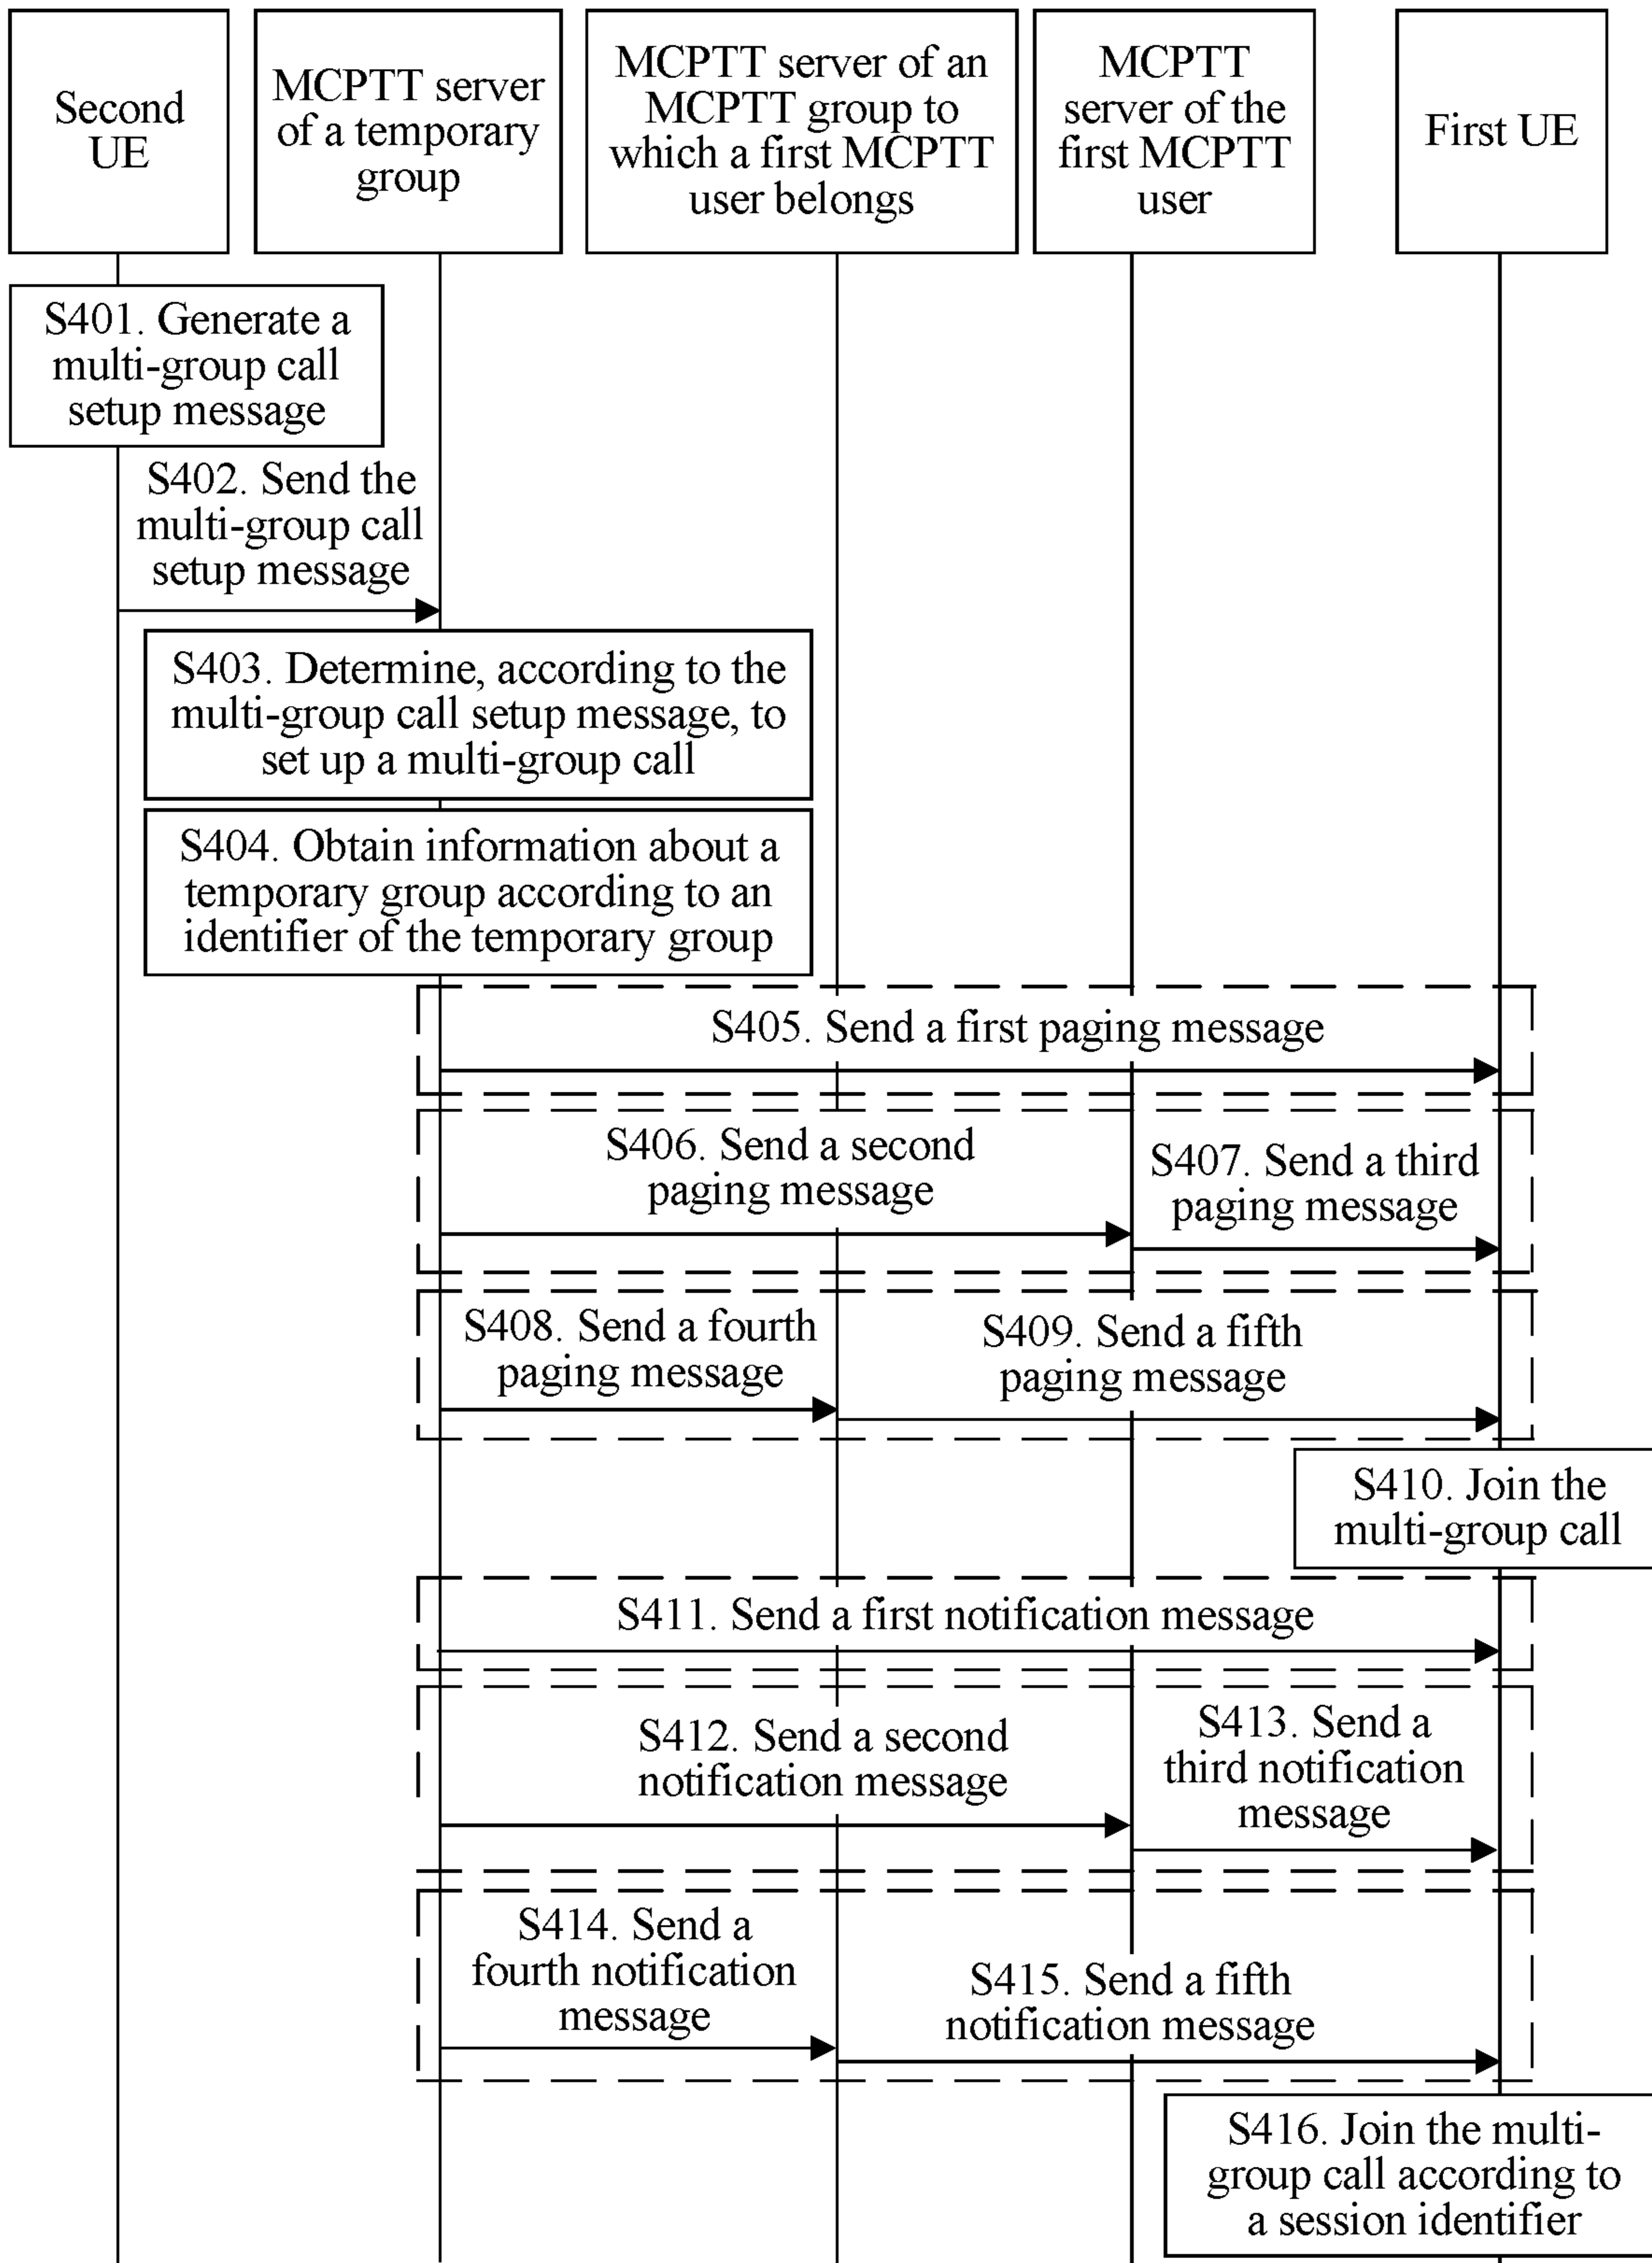 Second
UE
MCPTT server
of a temporary
group
MCPTT server of an
MCPTT group to
which a first MCPTT
user belongs
MCPTT
server of the
first MCPTT
user
First UE
S401. Generate a
multi-group call
setup message
S402. Send the
multi-group call
setup message
S403. Determine, according to the
multi-group call setup message, to
set up a multi-group call
S404. Obtain information about a
temporary group according to an
identifier of the temporary group
S405. Send a first paging message
S406. Send a second
paging message
S407. Send a third
paging message
S408. Send a fourth
paging message
S409. Send a fifth
paging message
S410. Join the
multi-group call
S411. Send a first notification message
S412. Send a second
notification message
S413. Send a
third notification
message
S414. Send a
fourth notification
message
S415. Send a fifth
notification message
S416. Join the multi-
group call according to
a session identifier